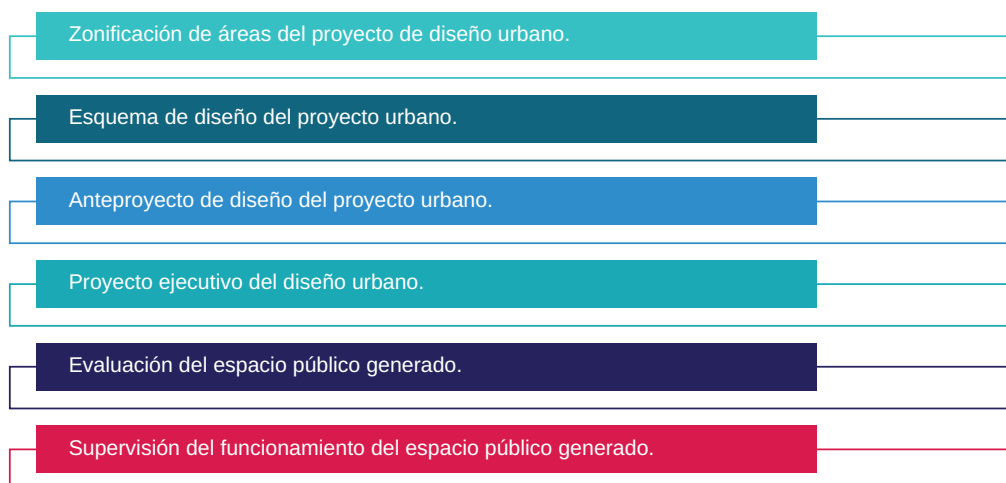 Zonificación de áreas del proyecto de diseño urbano.
Esquema de diseño del proyecto urbano.
Anteproyecto de diseño del proyecto urbano.
Proyecto ejecutivo del diseño urbano.
Evaluación del espacio público generado.
Supervisión del funcionamiento del espacio público generado.